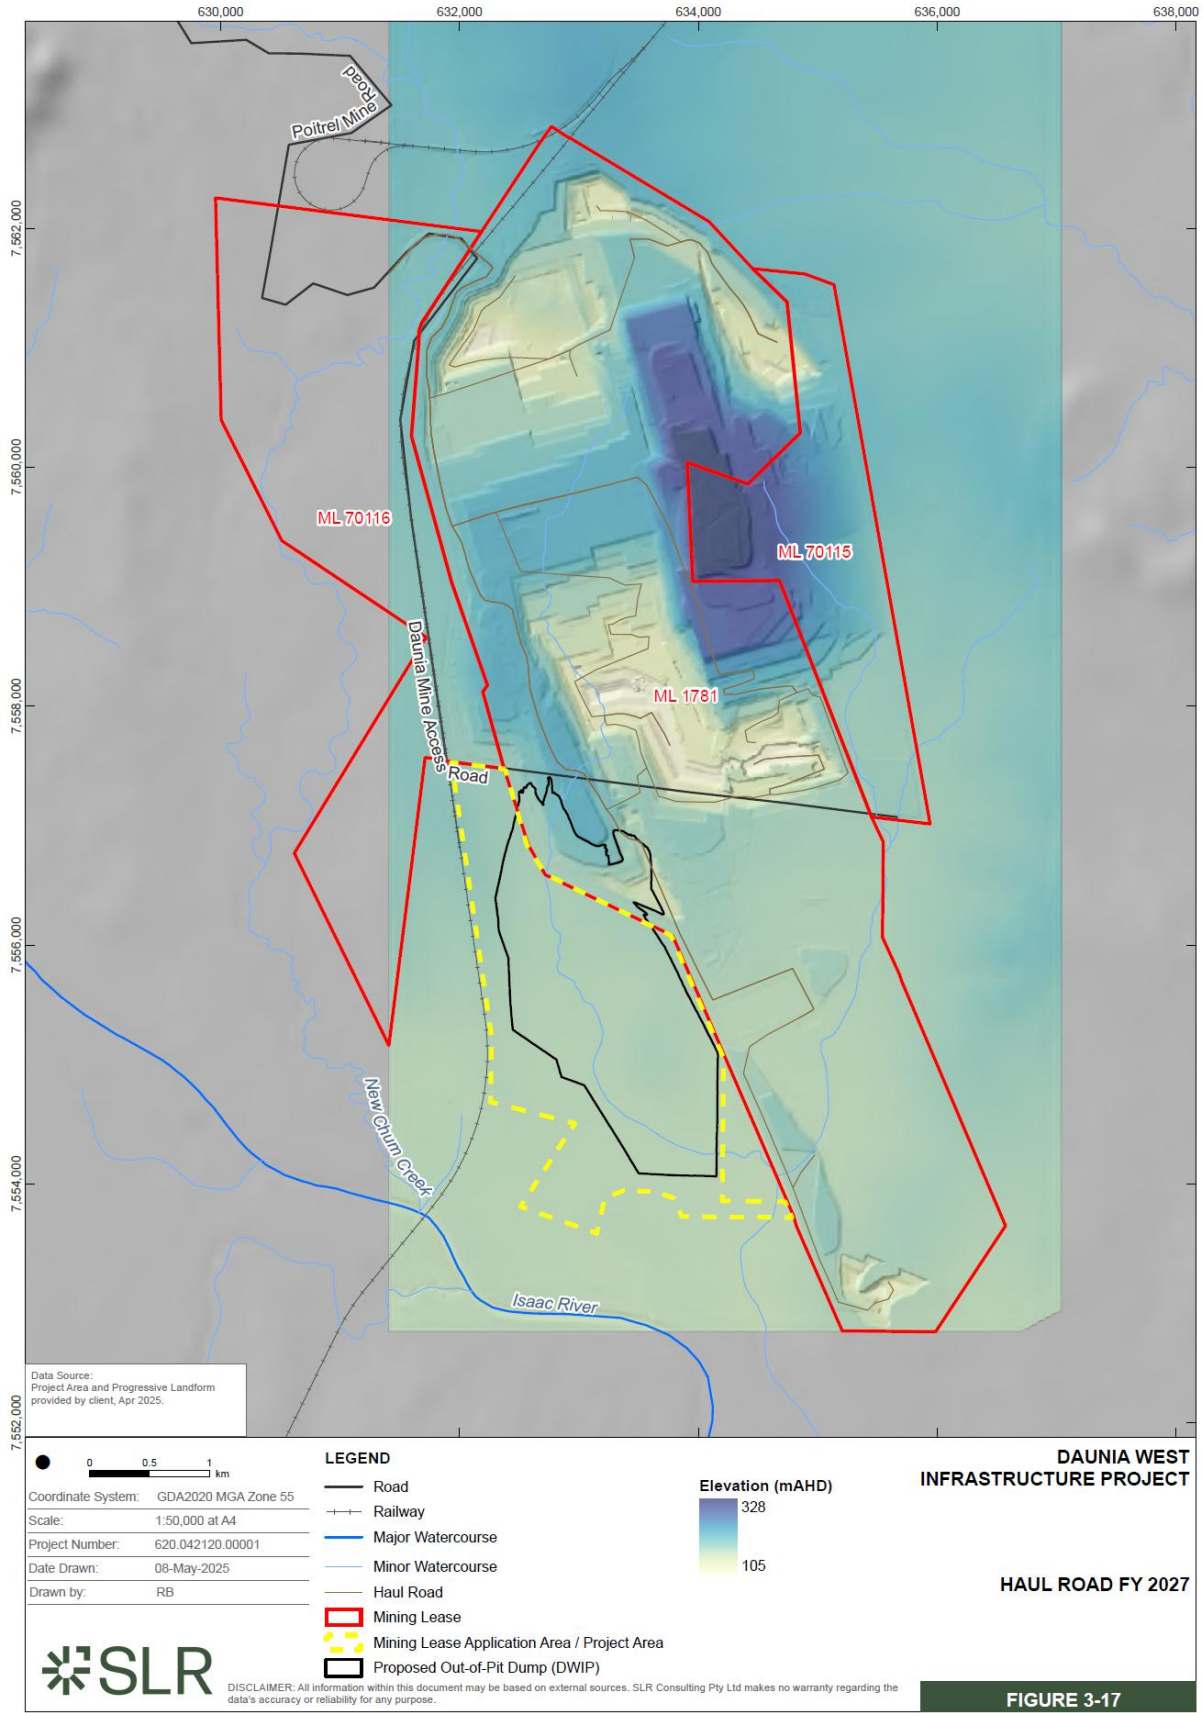 630,000
632,000
634,000
636,000
638,000
7,562,000
7,560,000
7,558,000
7,556,000
7,554,000
7,552,000
Poitrel Mine
Road
ML 70116
ML 70115
ML 1781
Daunia Mine Access
Road
New Chum Creek
Isaac River
Data Source:
Project Area and Progressive Landform
provided by client, Apr 2025.
0 0.5 1
km
Coordinate System: GDA2020 MGA Zone 55
Scale: 1:50,000 at A4
Project Number: 620.042120.00001
Date Drawn: 08-May-2025
Drawn by: RB
SLR
LEGEND
Road
Railway
Major Watercourse
Minor Watercourse
Haul Road
Mining Lease
Mining Lease Application Area / Project Area
Proposed Out-of-Pit Dump (DWIP)
Elevation (mAHD)
328
105
DAUNIA WEST
INFRASTRUCTURE PROJECT
HAUL ROAD FY 2027
DISCLAIMER: All information within this document may be based on external sources. SLR Consulting Pty Ltd makes no warranty regarding the
data's accuracy or reliability for any purpose.
FIGURE 3-17